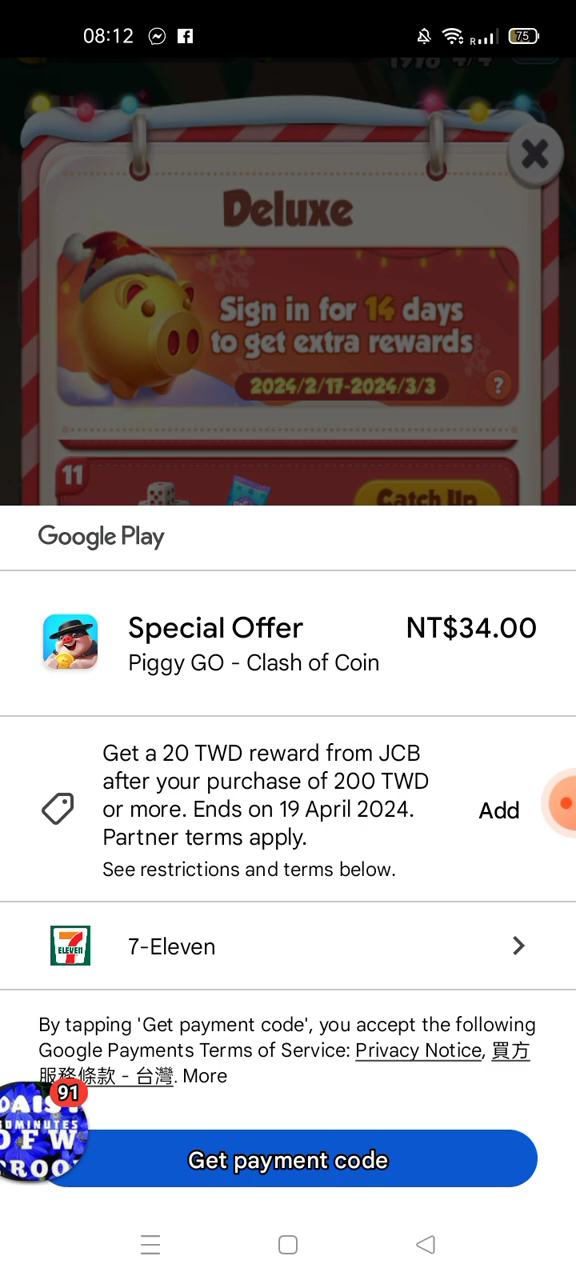 08:12
R
75
Deluxe
Sign in for 14 days
to get extra rewards
2024/2/17-2024/3/3
?
11
Catch Up
Google Play
Special Offer
NT$34.00
Piggy GO - Clash of Coin
Get a 20 TWD reward from JCB
after your purchase of 200 TWD
or more. Ends on 19 April 2024.
Partner terms apply.
Add
See restrictions and terms below.
7-Eleven
ELEVEN
By tapping 'Get payment code', you accept the following
Google Payments Terms of Service: Privacy Notice, 買方
服務條款 - 台灣. More
91
MINUTES
OFW
Get payment code